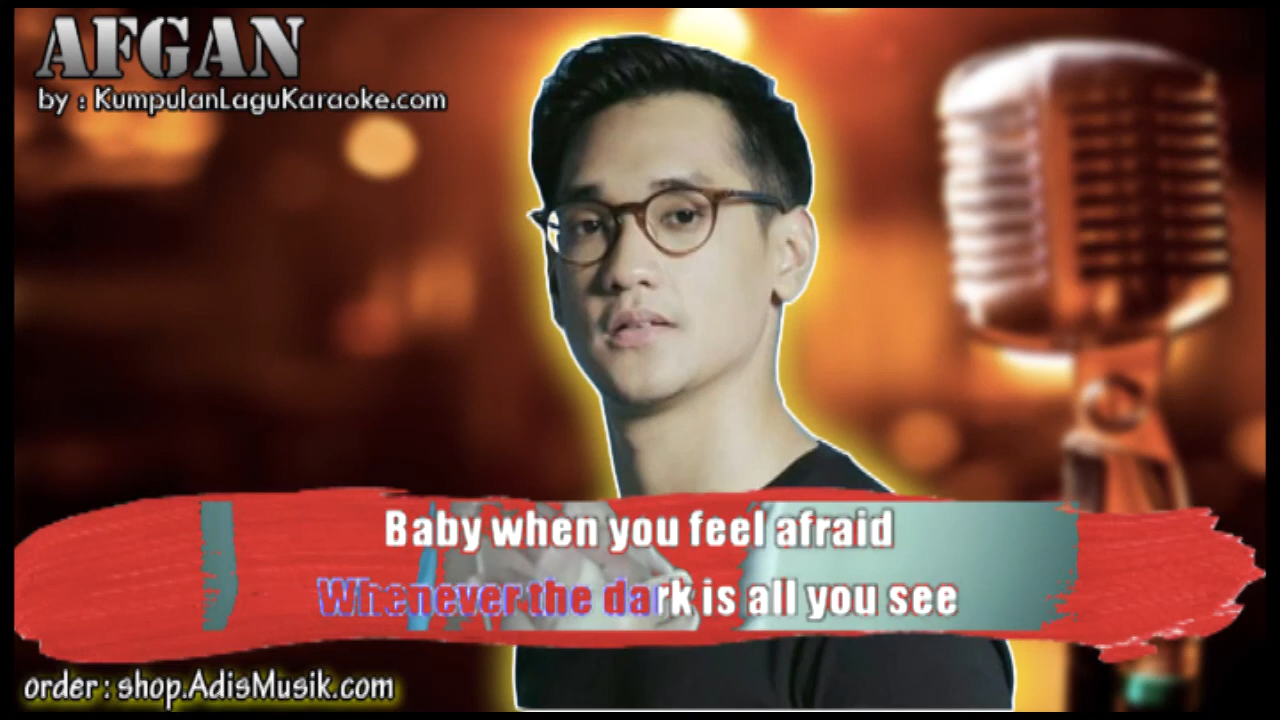 AFGAN
by : KumpulanLaguKaraoke.com
Baby when you feel afraid
Whenever the dark is all you see
order : shop.AdisMusik.com